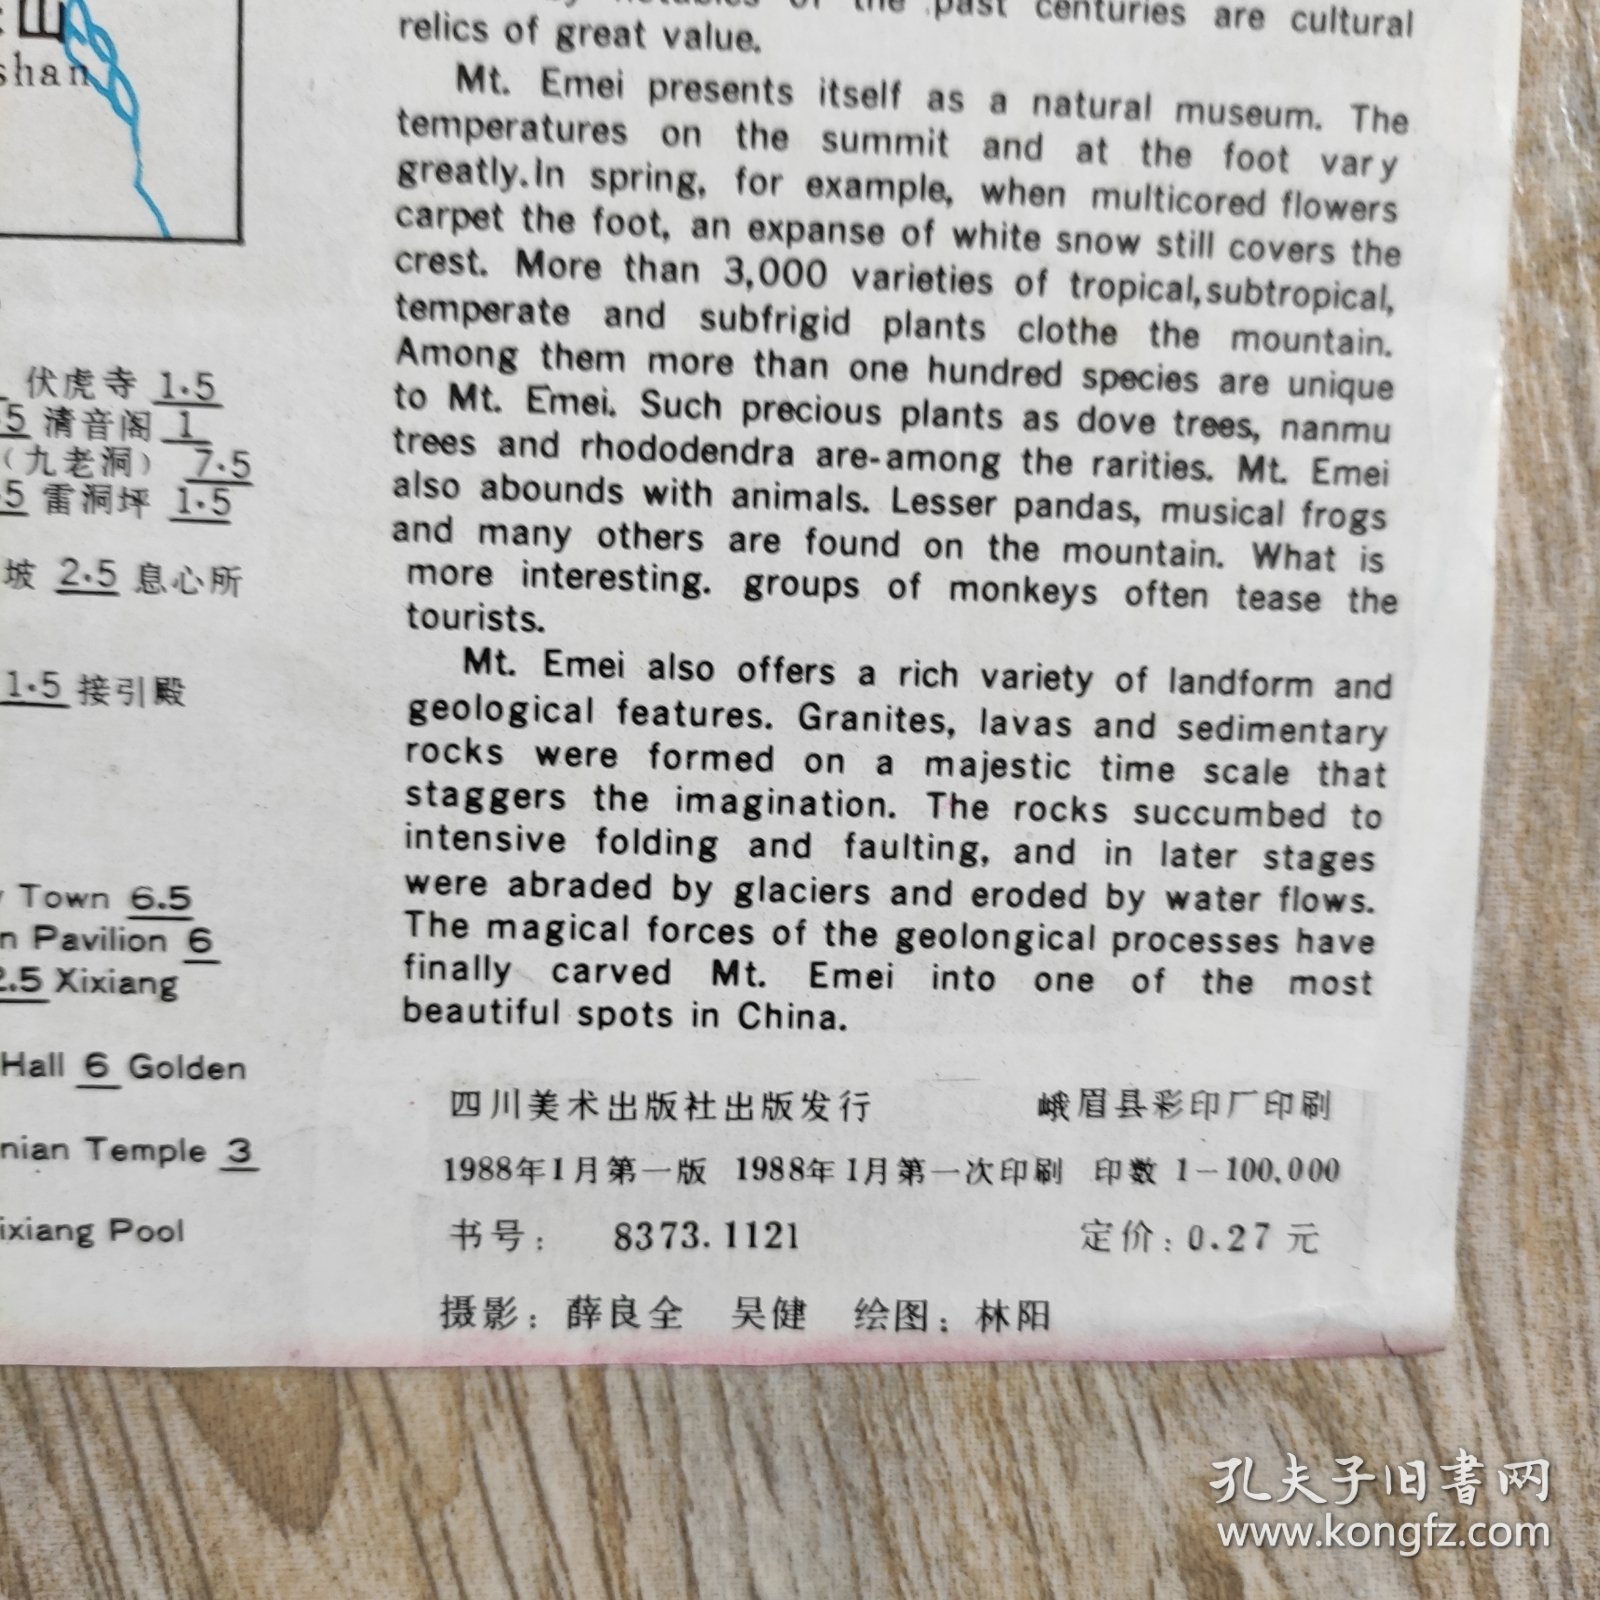 山
shan
伏虎寺 1.5
5 清音阁 1
（九老洞） 7.5
5 雷洞坪 1.5
坡 2.5 息心所
1.5 接引殿
Town 6.5
n Pavilion 6
2.5 Xixiang
Hall 6 Golden
nian Temple 3
ixiang Pool
of the past centuries are cultural
relics of great value.
Mt. Emei presents itself as a natural museum. The
temperatures on the summit and at the foot vary
greatly.In spring, for example, when multicored flowers
carpet the foot, an expanse of white snow still covers the
crest. More than 3,000 varieties of tropical,subtropical,
temperate and subfrigid plants clothe the mountain.
Among them more than one hundred species are unique
to Mt. Emei. Such precious plants as dove trees, nanmu
trees and rhododendra are-among the rarities. Mt. Emei
also abounds with animals. Lesser pandas, musical frogs
and many others are found on the mountain. What is
more interesting. groups of monkeys often tease the
tourists.
Mt. Emei also offers a rich variety of landform and
geological features. Granites, lavas and sedimentary
rocks were formed on a majestic time scale that
staggers the imagination. The rocks succumbed to
intensive folding and faulting, and in later stages
were abraded by glaciers and eroded by water flows.
The magical forces of the geolongical processes have
finally carved Mt. Emei into one of the most
beautiful spots in China.
四川美术出版社出版发行 峨眉县彩印厂印刷
1988年1月第一版 1988年1月第一次印刷 印数 1-100,000
书号： 8373.1121 定价：0.27元
摄影：薛良全 吴健 绘图：林阳
孔夫子旧书网
www.kongfz.com